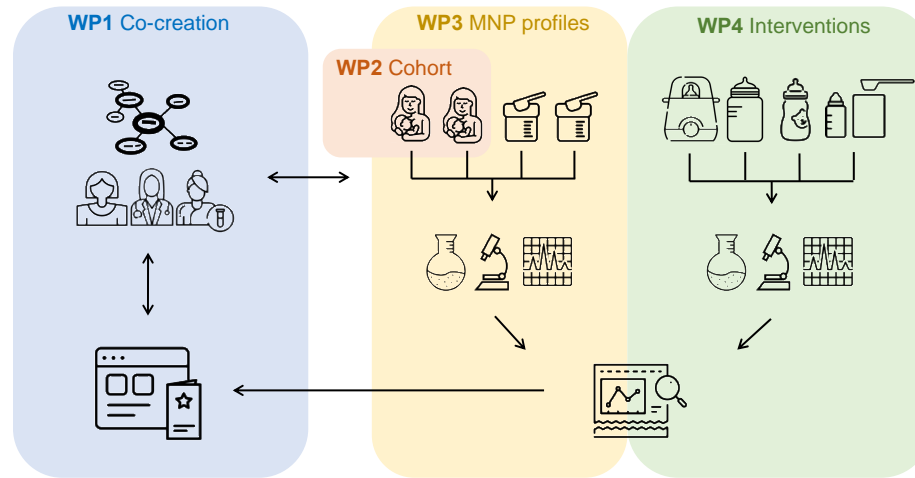 WP1 Co-creation
WP3 MNP profiles
WP4 Interventions
WP2 Cohort